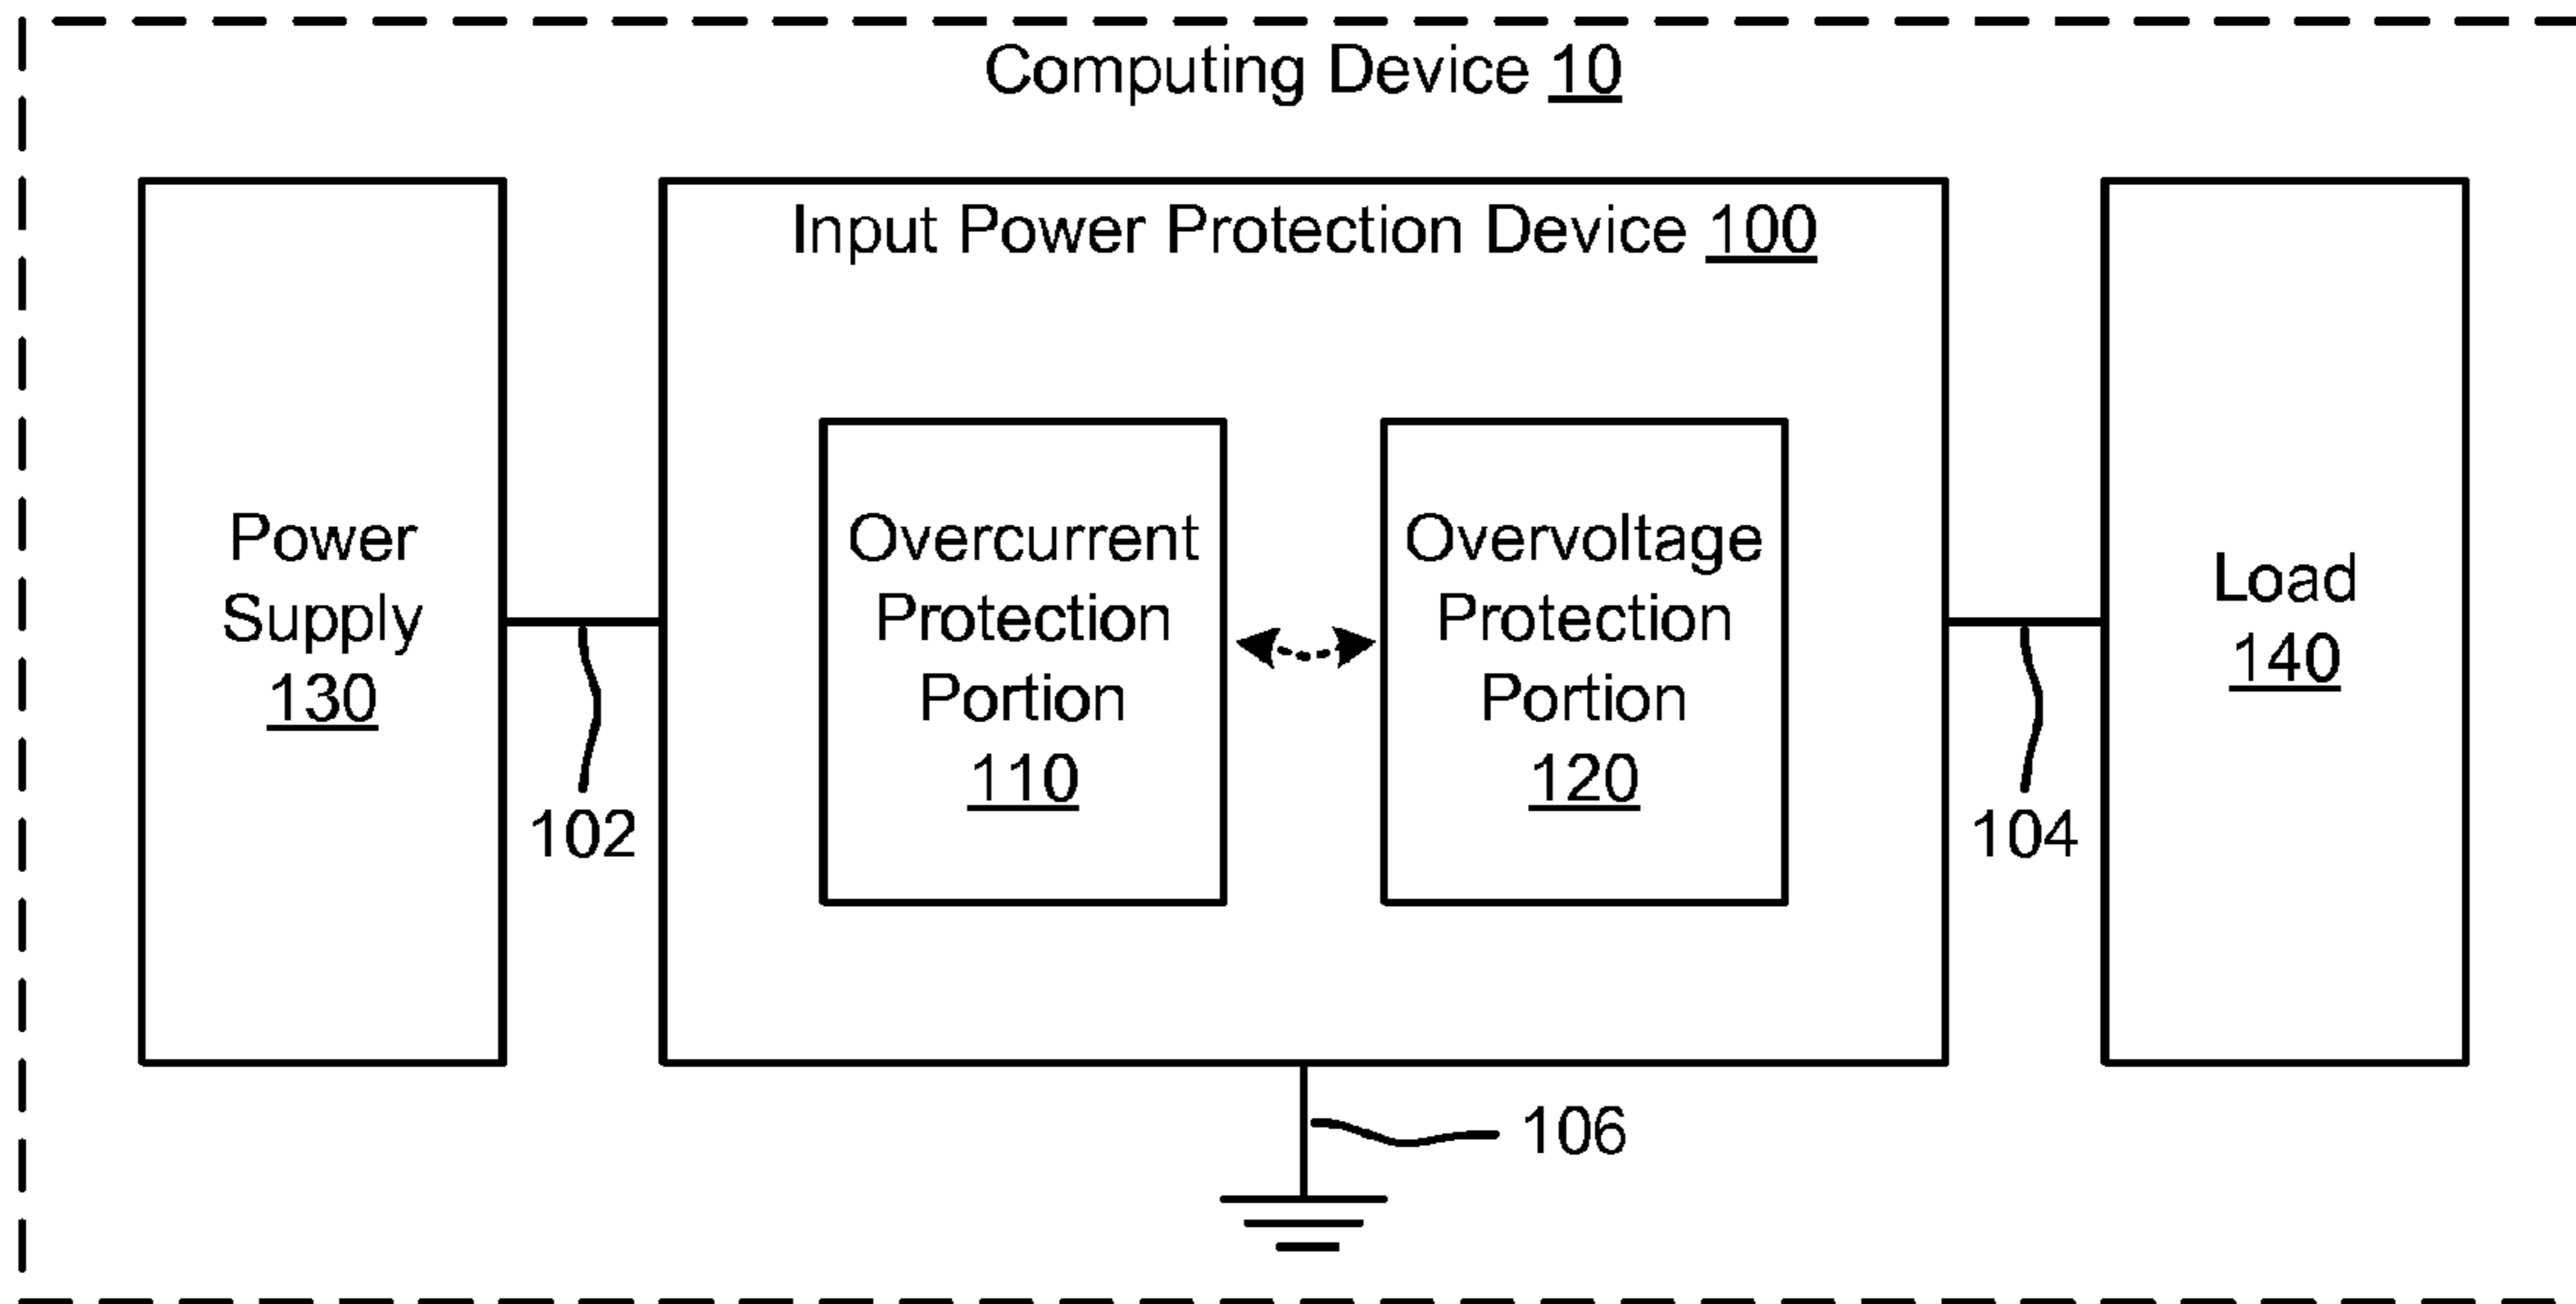 Computing Device 10
Input Power Protection Device 100
Power
Supply
130
Overcurrent
Protection
Portion
110
Overvoltage
Protection
Portion
120
Load
140
102
104
106